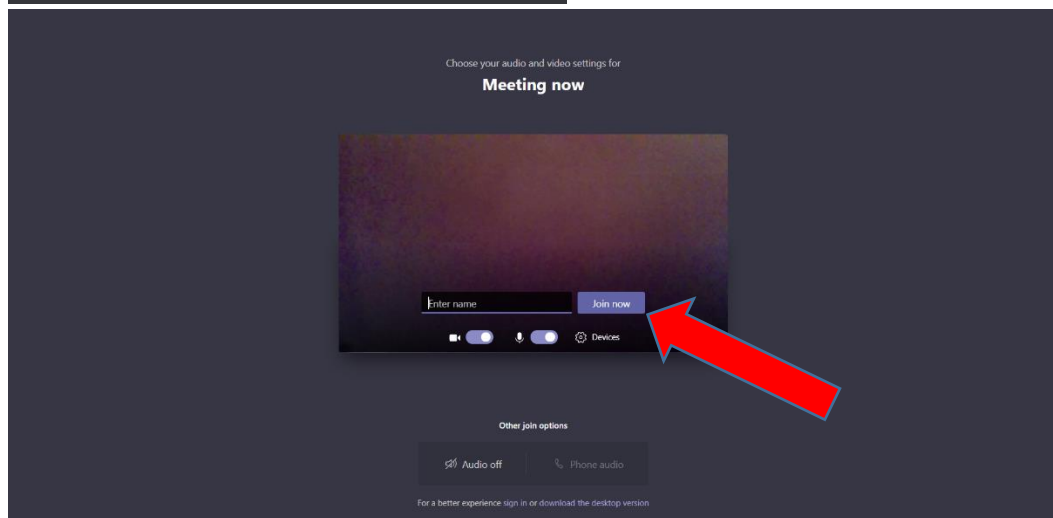 Choose your audio and video settings for
Meeting now
Enter name
Join now
Devices
Other join options
Audio off
Phone audio
For a better experience sign in or download the desktop version